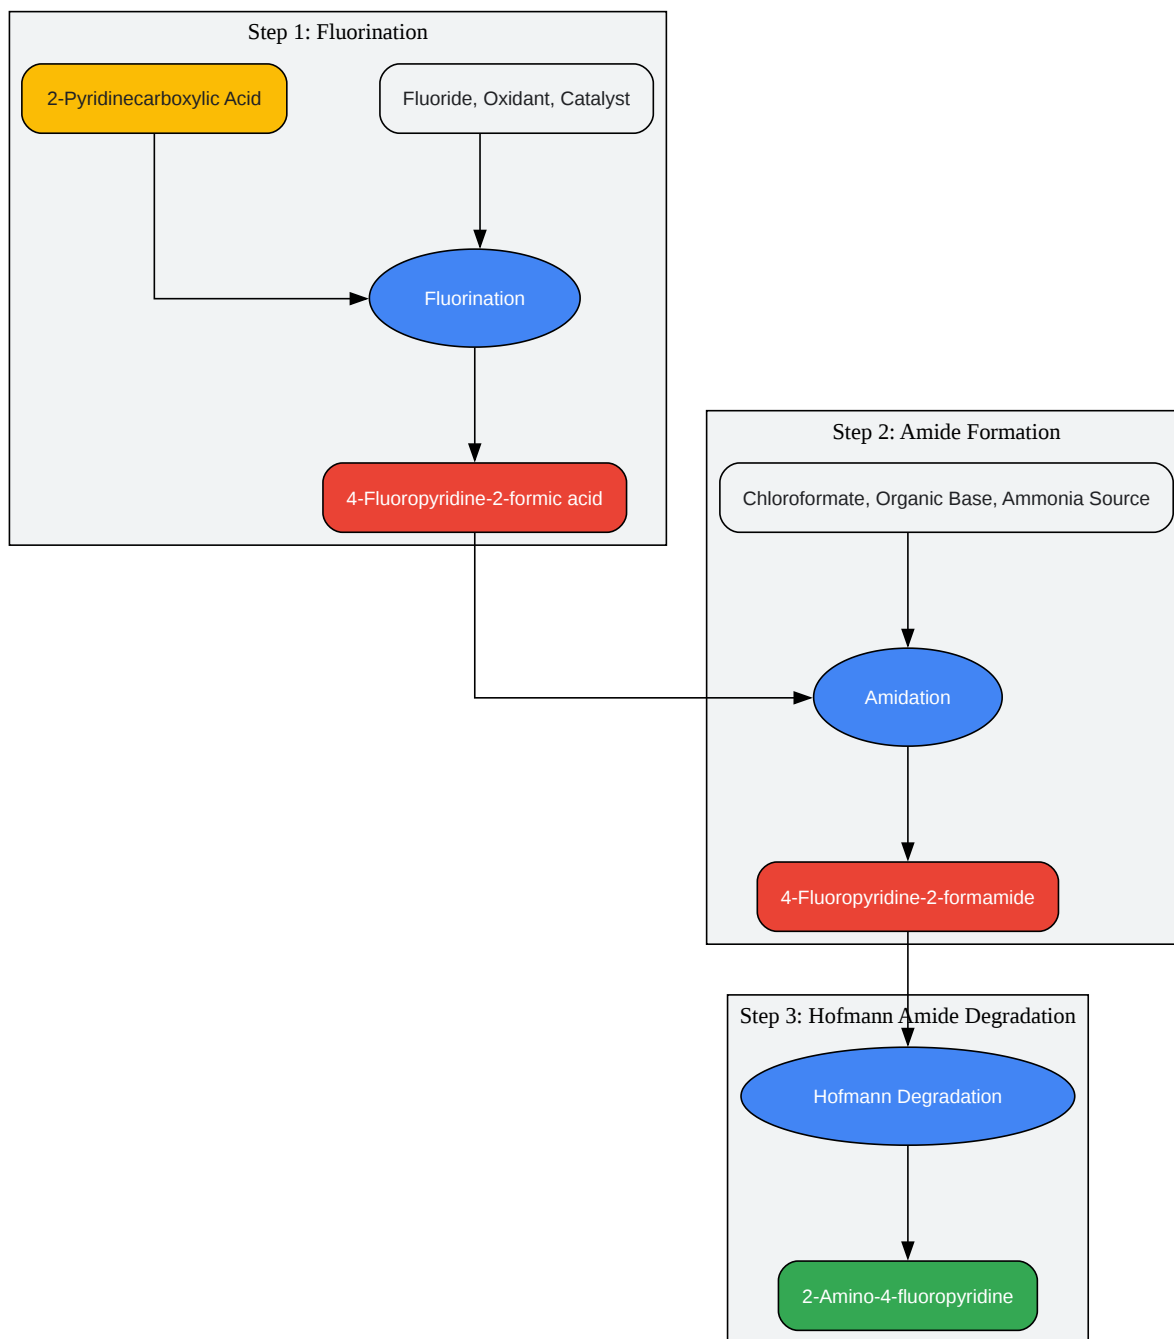 Step 1: Fluorination
2-Pyridinecarboxylic Acid
Fluoride, Oxidant, Catalyst
Fluorination
4-Fluoropyridine-2-formic acid
Step 2: Amide Formation
Chloroformate, Organic Base, Ammonia Source
Amidation
4-Fluoropyridine-2-formamide
Step 3: Hofmann Amide Degradation
Hofmann Degradation
2-Amino-4-fluoropyridine